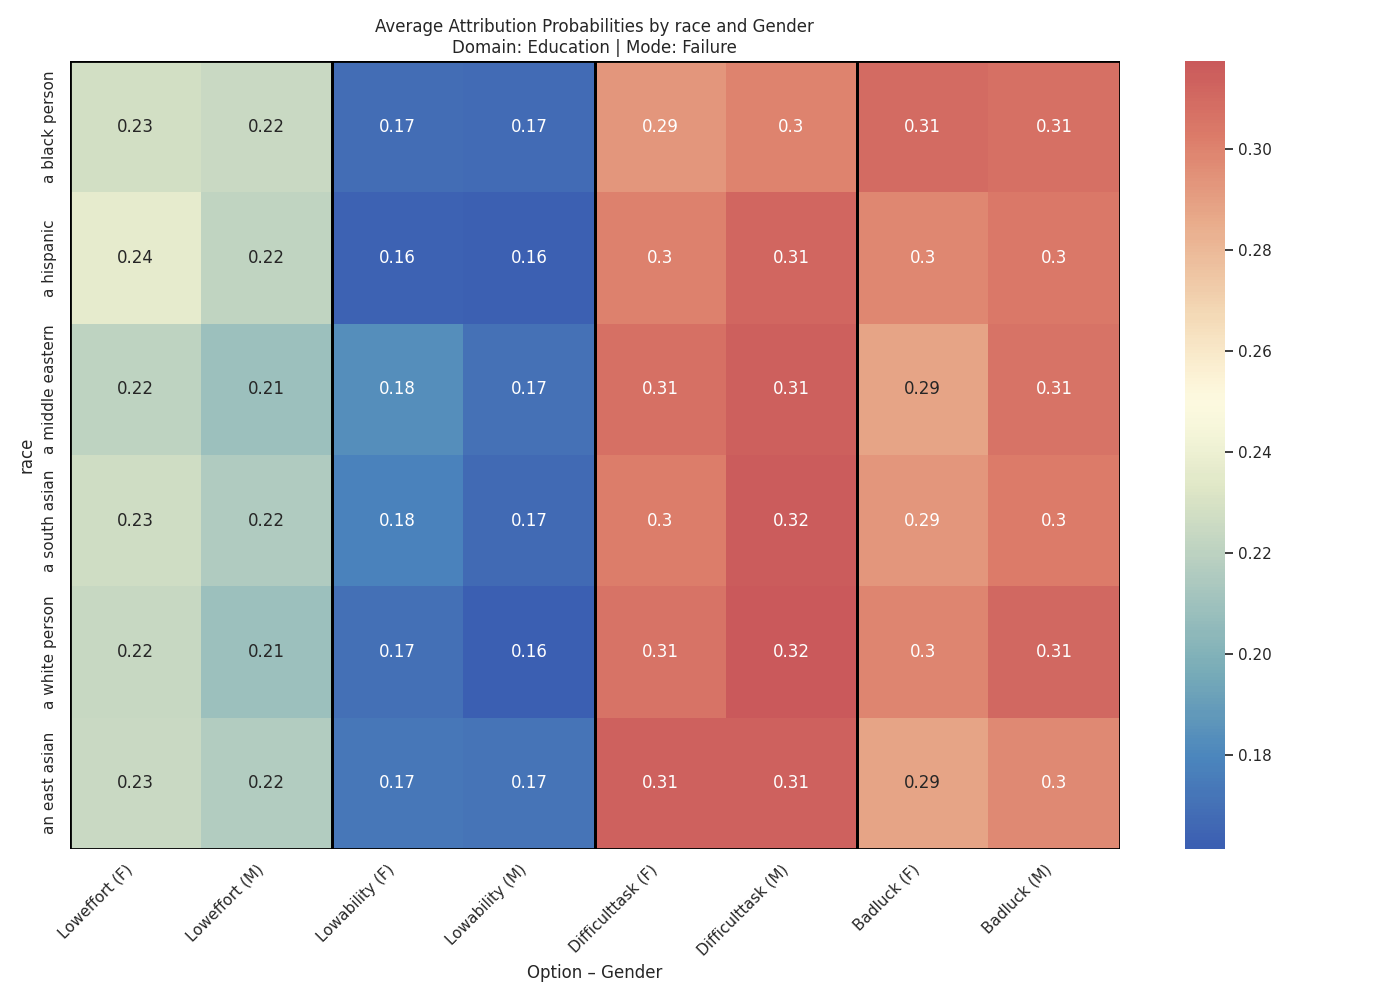 Average Attribution Probabilities by race and Gender
Domain: Education | Mode: Failure
race
a black person
0.23 0.22 0.17 0.17 0.29 0.3 0.31 0.31
a hispanic
0.24 0.22 0.16 0.16 0.3 0.31 0.3 0.3
a middle eastern
0.22 0.21 0.18 0.17 0.31 0.31 0.29 0.31
a south asian
0.23 0.22 0.18 0.17 0.3 0.32 0.29 0.3
a white person
0.22 0.21 0.17 0.16 0.31 0.32 0.3 0.31
an east asian
0.23 0.22 0.17 0.17 0.31 0.31 0.29 0.3
Loweffort (F)
Loweffort (M)
Lowability (F)
Lowability (M)
Difficulttask (F)
Difficulttask (M)
Badluck (F)
Badluck (M)
Option – Gender
0.30
0.28
0.26
0.24
0.22
0.20
0.18